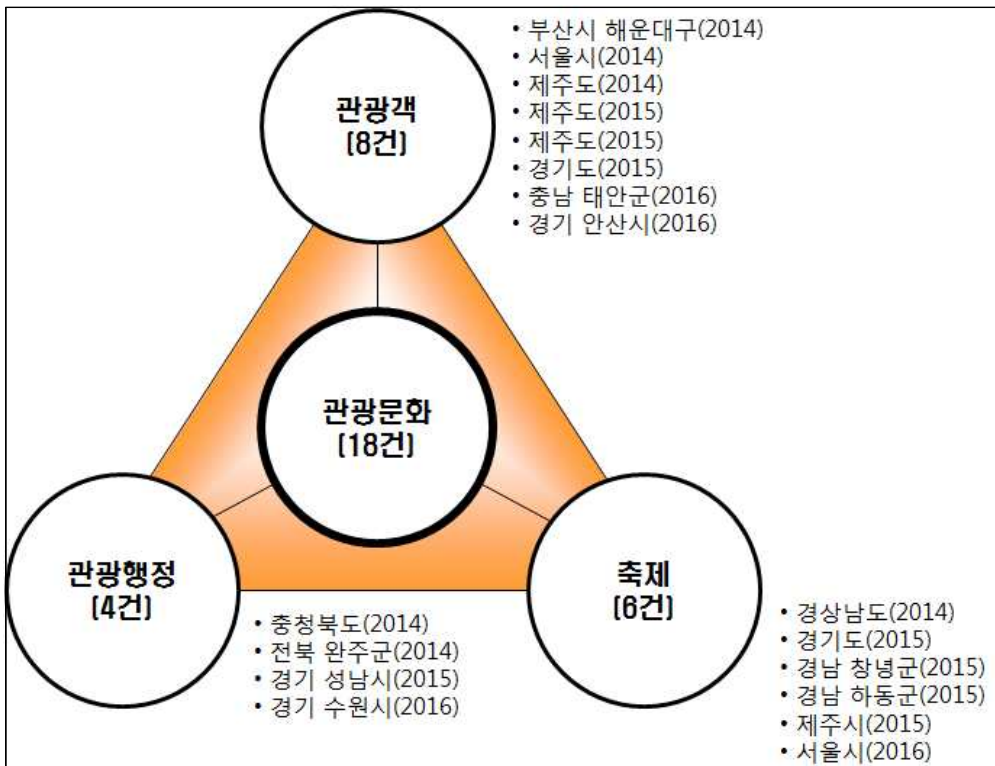 관광객
(8건)
• 부산시 해운대구(2014)
• 서울시(2014)
• 제주도(2014)
• 제주도(2015)
• 제주도(2015)
• 경기도(2015)
• 충남 태안군(2016)
• 경기 안산시(2016)
관광문화
(18건)
관광행정
(4건)
• 충청북도(2014)
• 전북 완주군(2014)
• 경기 성남시(2015)
• 경기 수원시(2016)
축제
(6건)
• 경상남도(2014)
• 경기도(2015)
• 경남 창녕군(2015)
• 경남 하동군(2015)
• 제주시(2015)
• 서울시(2016)